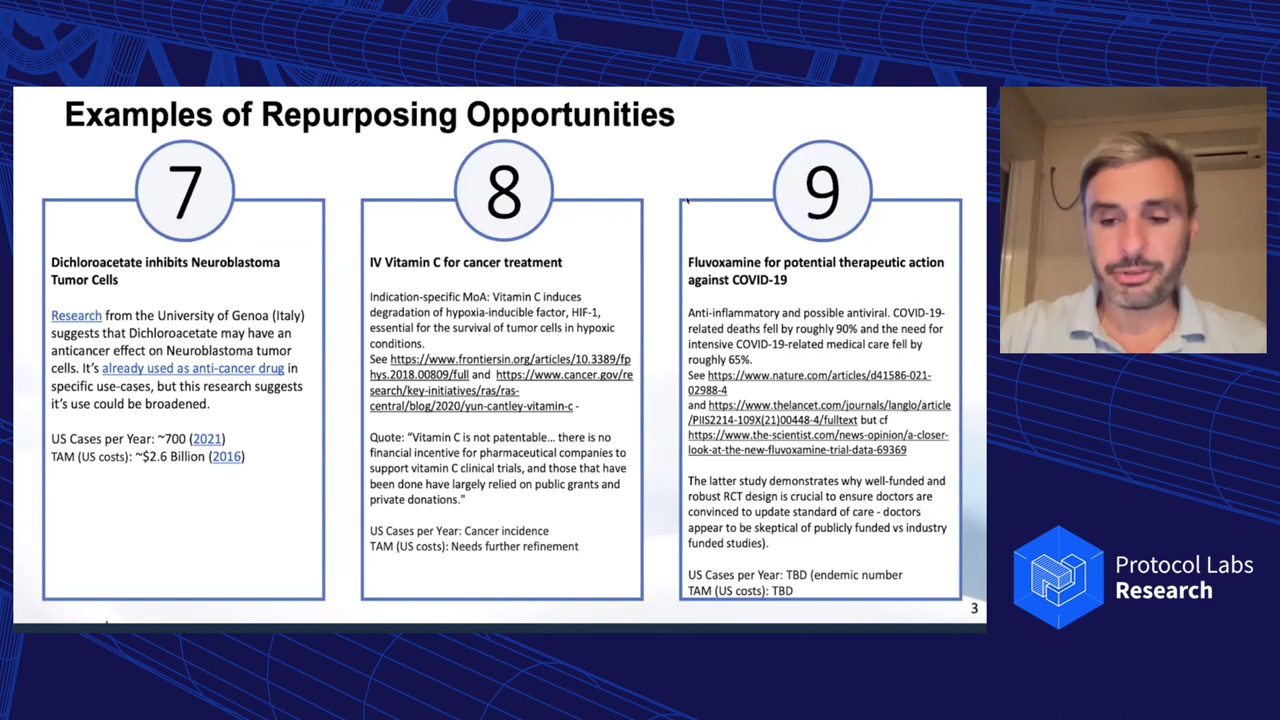 Examples of Repurposing Opportunities
7
Dichloroacetate inhibits Neuroblastoma
Tumor Cells
Research from the University of Genoa (Italy)
suggests that Dichloroacetate may have an
anticancer effect on Neuroblastoma tumor
cells. It's already used as anti-cancer drug in
specific use-cases, but this research suggests
it's use could be broadened.
US Cases per Year: ~700 (2021)
TAM (US costs): ~$2.6 Billion (2016)
8
IV Vitamin C for cancer treatment
Indication-specific MoA: Vitamin C induces
degradation of hypoxia-inducible factor, HIF-1,
essential for the survival of tumor cells in hypoxic
conditions.
See https://www.frontiersin.org/articles/10.3389/fp
hys.2018.00809/full and https://www.cancer.gov/re
search/key-initiatives/ras/ras-
central/blog/2020/yun-cantley-vitamin-c -
Quote: “Vitamin C is not patentable... there is no
financial incentive for pharmaceutical companies to
support vitamin C clinical trials, and those that have
been done have largely relied on public grants and
private donations."
US Cases per Year: Cancer incidence
TAM (US costs): Needs further refinement
9
Fluvoxamine for potential therapeutic action
against COVID-19
Anti-inflammatory and possible antiviral. COVID-19-
related deaths fell by roughly 90% and the need for
intensive COVID-19-related medical care fell by
roughly 65%.
See https://www.nature.com/articles/d41586-021-
02988-4
and https://www.thelancet.com/journals/langlo/article
/PIIS2214-109X(21)00448-4/fulltext but cf
https://www.the-scientist.com/news-opinion/a-closer-
look-at-the-new-fluvoxamine-trial-data-69369
The latter study demonstrates why well-funded and
robust RCT design is crucial to ensure doctors are
convinced to update standard of care - doctors
appear to be skeptical of publicly funded vs industry
funded studies).
US Cases per Year: TBD (endemic number
TAM (US costs): TBD
3
Protocol Labs
Research